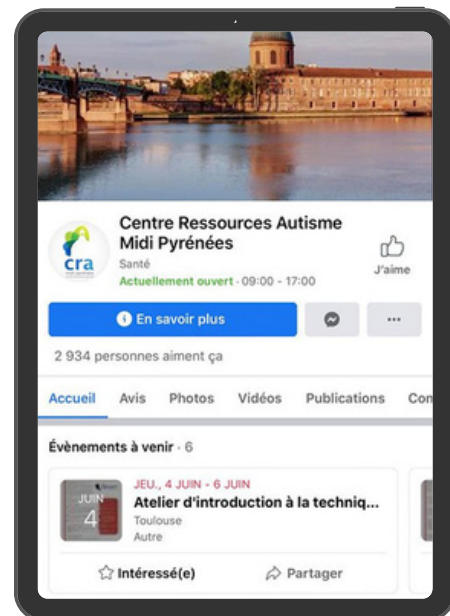 Centre Ressources Autisme
Midi Pyrénées
cra
Santé
Actuellement ouvert · 09:00 - 17:00
J'aime
En savoir plus
2 934 personnes aiment ça
Accueil Avis Photos Vidéos Publications Con
Évènements à venir · 6
JUIN
4
JEU., 4 JUIN - 6 JUIN
Atelier d'introduction à la techniq...
Toulouse
Autre
Intéressé(e) Partager